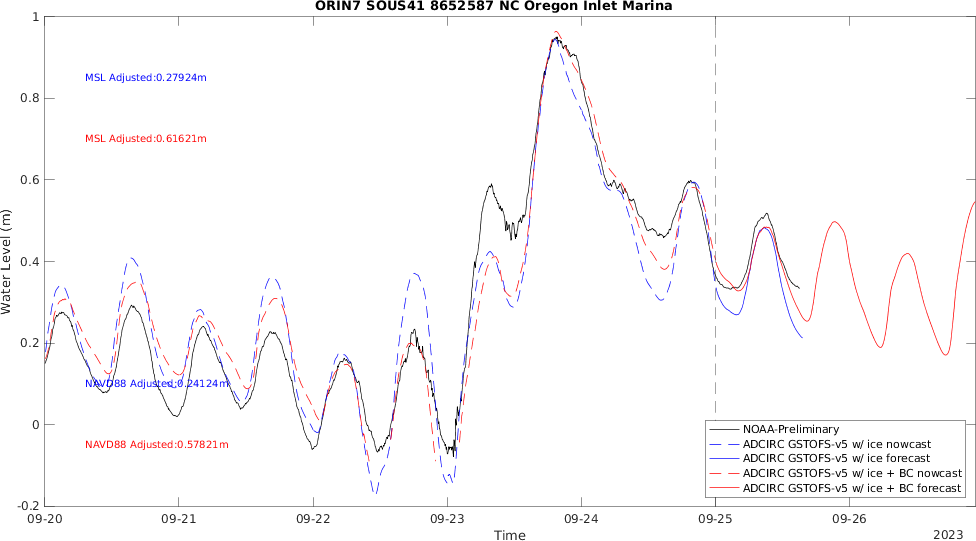 ORIN7 SOUS41 8652587 NC Oregon Inlet Marina
1
0.8
0.6
0.4
0.2
0
-0.2
Water Level (m)
MSL Adjusted:0.27924m
MSL Adjusted:0.61621m
NAVD88 Adjusted:0.24124m
NAVD88 Adjusted:0.57821m
NOAA-Preliminary
ADCIRC GSTOFS-v5 w/ ice nowcast
ADCIRC GSTOFS-v5 w/ ice forecast
ADCIRC GSTOFS-v5 w/ ice + BC nowcast
ADCIRC GSTOFS-v5 w/ ice + BC forecast
09-20 09-21 09-22 09-23 09-24 09-25 09-26
Time
2023